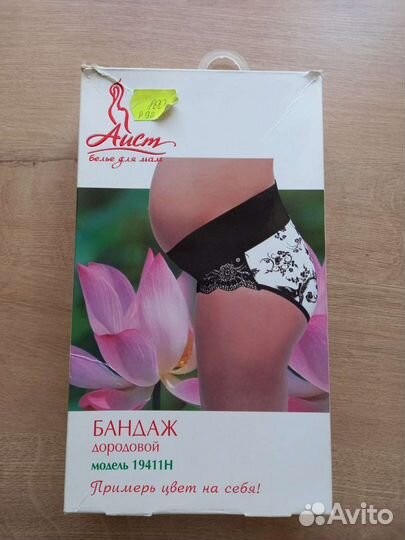 Аист
белье для мам
БАНДАЖ
дородовой
модель 19411Н
Примерь цвет на себя!
Avito